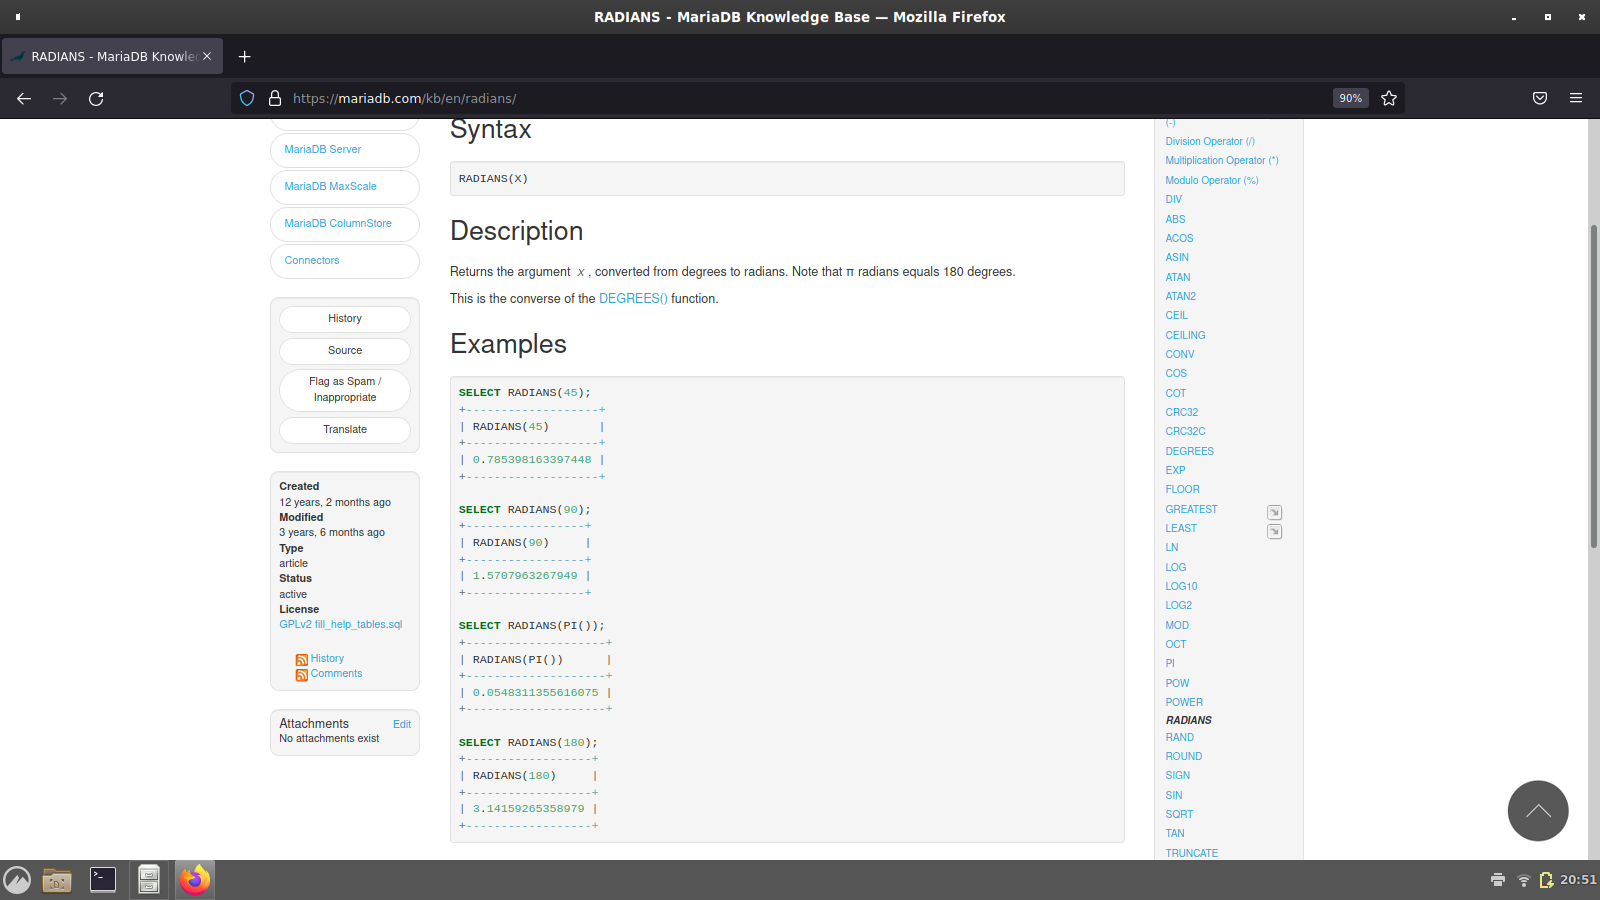 RADIANS - MariaDB Knowledge Base — Mozilla Firefox
RADIANS - MariaDB Knowle
https://mariadb.com/kb/en/radians/
90%
MariaDB Server
MariaDB MaxScale
MariaDB ColumnStore
Connectors
History
Source
Flag as Spam /
Inappropriate
Translate
Created
12 years, 2 months ago
Modified
3 years, 6 months ago
Type
article
Status
active
License
GPLv2 fill_help_tables.sql
History
Comments
Attachments Edit
No attachments exist
Syntax
RADIANS(X)
Description
Returns the argument x , converted from degrees to radians. Note that π radians equals 180 degrees.
This is the converse of the DEGREES() function.
Examples
SELECT RADIANS(45);
+-------------------+
| RADIANS(45)       |
+-------------------+
| 0.785398163397448 |
+-------------------+
SELECT RADIANS(90);
+-----------------+
| RADIANS(90)     |
+-----------------+
| 1.5707963267949 |
+-----------------+
SELECT RADIANS(PI());
+--------------------+
| RADIANS(PI())      |
+--------------------+
| 0.0548311355616075 |
+--------------------+
SELECT RADIANS(180);
+------------------+
| RADIANS(180)     |
+------------------+
| 3.14159265358979 |
+------------------+
(-)
Division Operator (/)
Multiplication Operator (*)
Modulo Operator (%)
DIV
ABS
ACOS
ASIN
ATAN
ATAN2
CEIL
CEILING
CONV
COS
COT
CRC32
CRC32C
DEGREES
EXP
FLOOR
GREATEST
LEAST
LN
LOG
LOG10
LOG2
MOD
OCT
PI
POW
POWER
RADIANS
RAND
ROUND
SIGN
SIN
SQRT
TAN
TRUNCATE
20:51